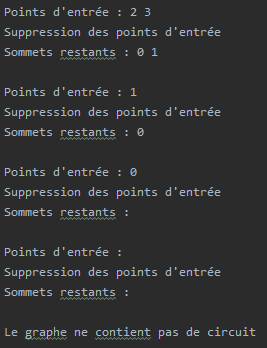 Points d'entrée : 2 3
Suppression des points d'entrée
Sommets restants : 0 1
Points d'entrée : 1
Suppression des points d'entrée
Sommets restants : 0
Points d'entrée : 0
Suppression des points d'entrée
Sommets restants :
Points d'entrée :
Suppression des points d'entrée
Sommets restants :
Le graphe ne contient pas de circuit